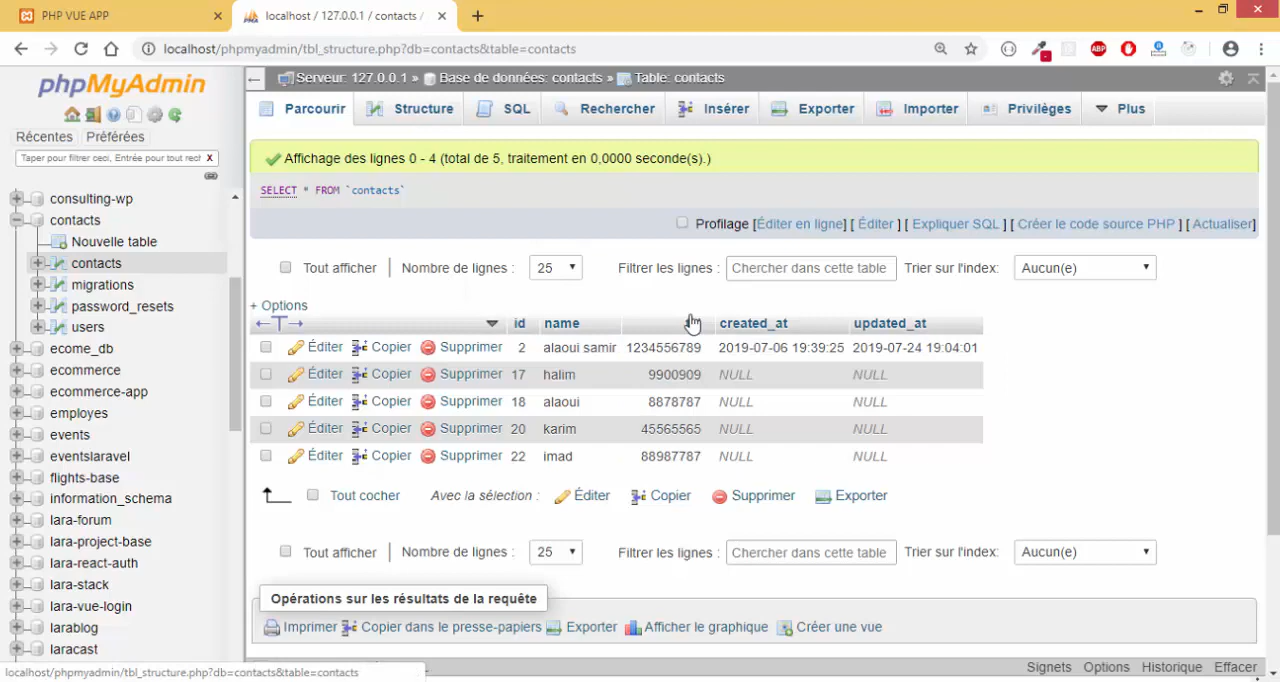 PHP VUE APP
localhost / 127.0.0.1 / contacts /
localhost/phpmyadmin/tbl_structure.php?db=contacts&table=contacts
ABP
phpMyAdmin
Récentes Préférées
Taper pour filtrer ceci, Entrée pour tout rech X
consulting-wp
contacts
Nouvelle table
contacts
migrations
password_resets
users
ecome_db
ecommerce
ecommerce-app
employes
events
eventslaravel
flights-base
information_schema
lara-forum
lara-project-base
lara-react-auth
lara-stack
lara-vue-login
larablog
laracast
Serveur: 127.0.0.1 » Base de données: contacts » Table: contacts
Parcourir Structure SQL Rechercher Insérer Exporter Importer Privilèges Plus
Affichage des lignes 0 - 4 (total de 5, traitement en 0,0000 seconde(s).)
SELECT * FROM `contacts`
Profilage [Éditer en ligne] [ Éditer ] [ Expliquer SQL ] [ Créer le code source PHP ] [ Actualiser]
Tout afficher Nombre de lignes : 25 Filtrer les lignes : Chercher dans cette table Trier sur l'index: Aucun(e)
+ Options
←T→ id name created_at updated_at
Éditer Copier Supprimer 2 alaoui samir 1234556789 2019-07-06 19:39:25 2019-07-24 19:04:01
Éditer Copier Supprimer 17 halim 9900909 NULL NULL
Éditer Copier Supprimer 18 alaoui 8878787 NULL NULL
Éditer Copier Supprimer 20 karim 45565565 NULL NULL
Éditer Copier Supprimer 22 imad 88987787 NULL NULL
Tout cocher Avec la sélection : Éditer Copier Supprimer Exporter
Tout afficher Nombre de lignes : 25 Filtrer les lignes : Chercher dans cette table Trier sur l'index: Aucun(e)
Opérations sur les résultats de la requête
Imprimer Copier dans le presse-papiers Exporter Afficher le graphique Créer une vue
localhost/phpmyadmin/tbl_structure.php?db=contacts&table=contacts
Signets Options Historique Effacer